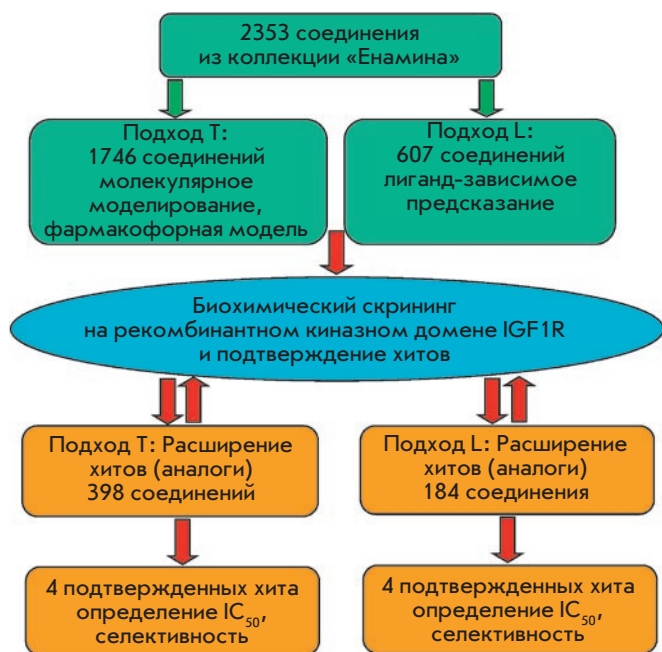 2353 соединения
из коллекции «Енамина»
Подход T:
1746 соединений
молекулярное
моделирование,
фармакофорная модель
Подход L:
607 соединений
лиганд-зависимое
предсказание
Биохимический скрининг
на рекомбинантном киназном домене IGF1R
и подтверждение хитов
Подход T: Расширение
хитов (аналоги)
398 соединений
Подход L: Расширение
хитов (аналоги)
184 соединения
4 подтвержденных хита
определение IC₅₀,
селективность
4 подтвержденных хита
определение IC₅₀,
селективность